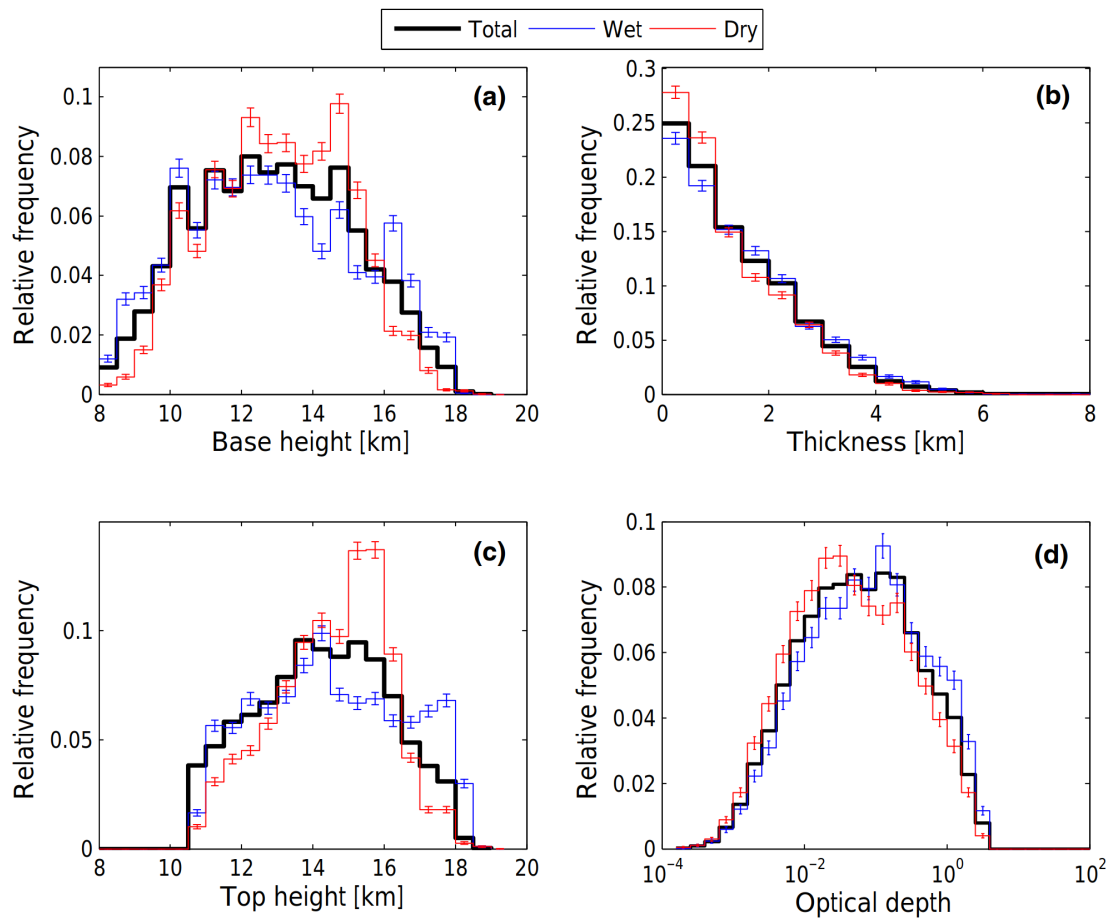 Total Wet Dry
(a)
0.1
0.08
0.06
0.04
0.02
0
8 10 12 14 16 18 20
Relative frequency
Base height [km]
(b)
0.3
0.25
0.2
0.15
0.1
0.05
0
0 2 4 6 8
Relative frequency
Thickness [km]
(c)
0.1
0.05
0
8 10 12 14 16 18 20
Relative frequency
Top height [km]
(d)
0.1
0.08
0.06
0.04
0.02
0
10⁻⁴ 10⁻² 10⁰ 10²
Relative frequency
Optical depth